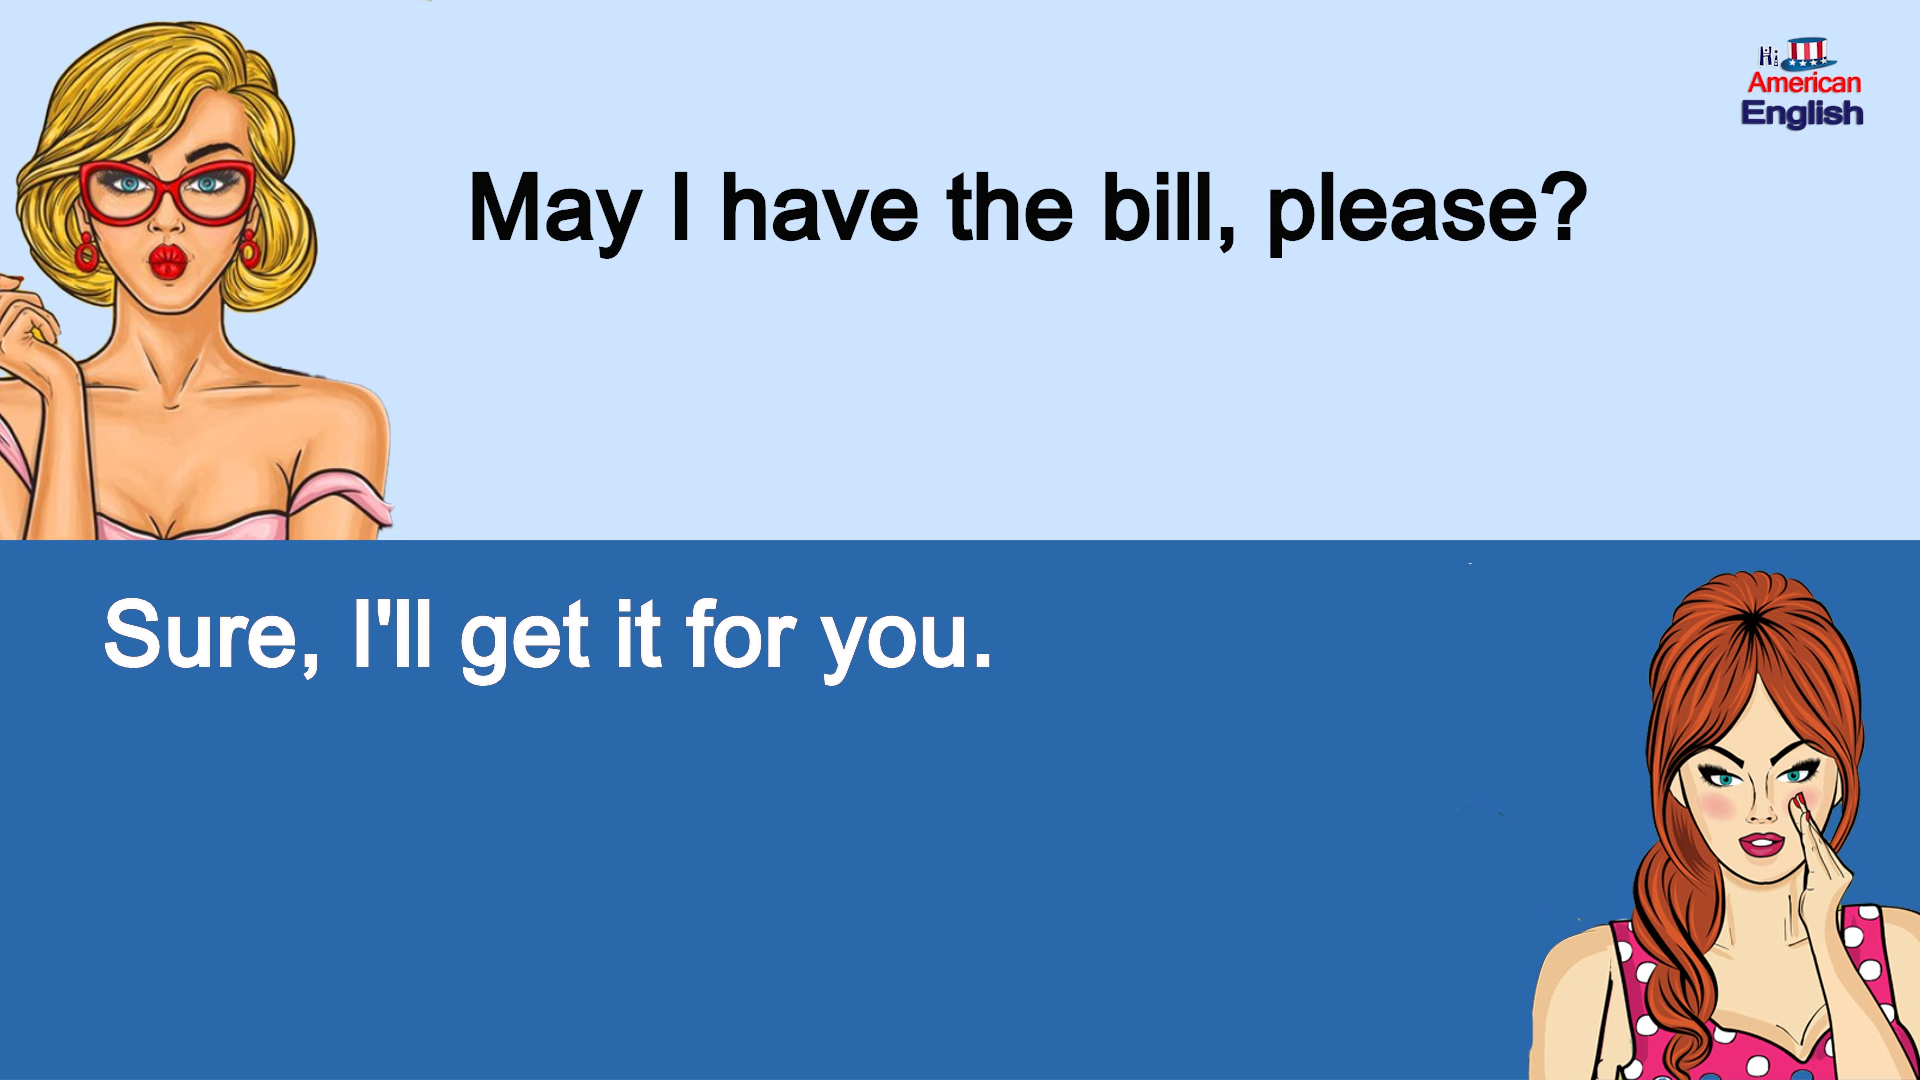 Hi
American
English
May I have the bill, please?
Sure, I'll get it for you.